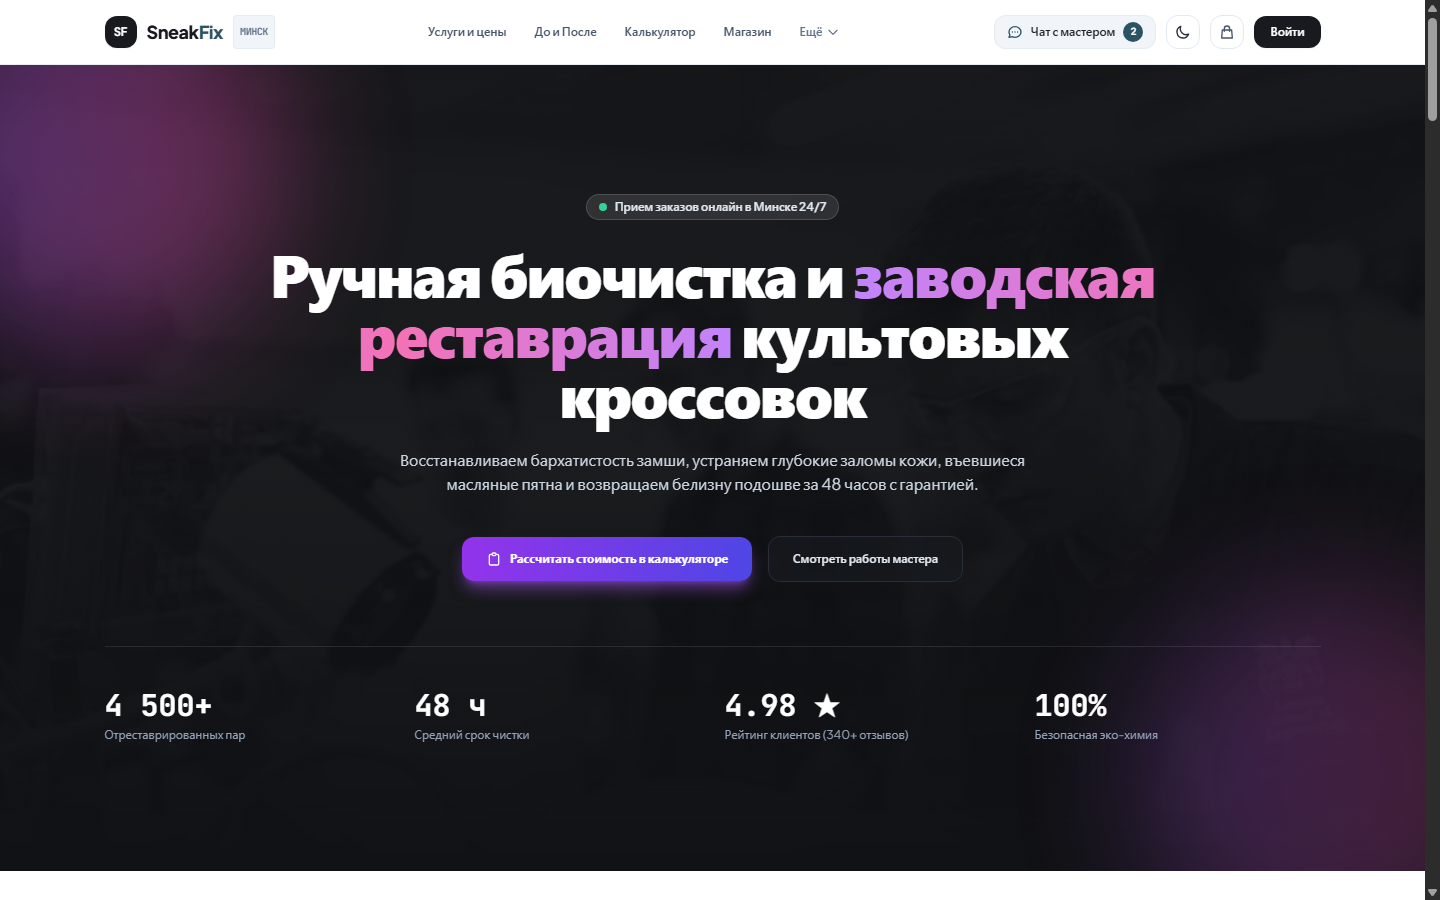 SF SneakFix МИНСК Услуги и цены До и После Калькулятор Магазин Ещё Чат с мастером 2 Войти
Прием заказов онлайн в Минске 24/7
Ручная биочистка и заводская
реставрация культовых
кроссовок
Восстанавливаем бархатистость замши, устраняем глубокие заломы кожи, въевшиеся
масляные пятна и возвращаем белизну подошве за 48 часов с гарантией.
Рассчитать стоимость в калькуляторе Смотреть работы мастера
4 500+ 48 ч 4.98 ★ 100%
Отреставрированных пар Средний срок чистки Рейтинг клиентов (340+ отзывов) Безопасная эко-химия